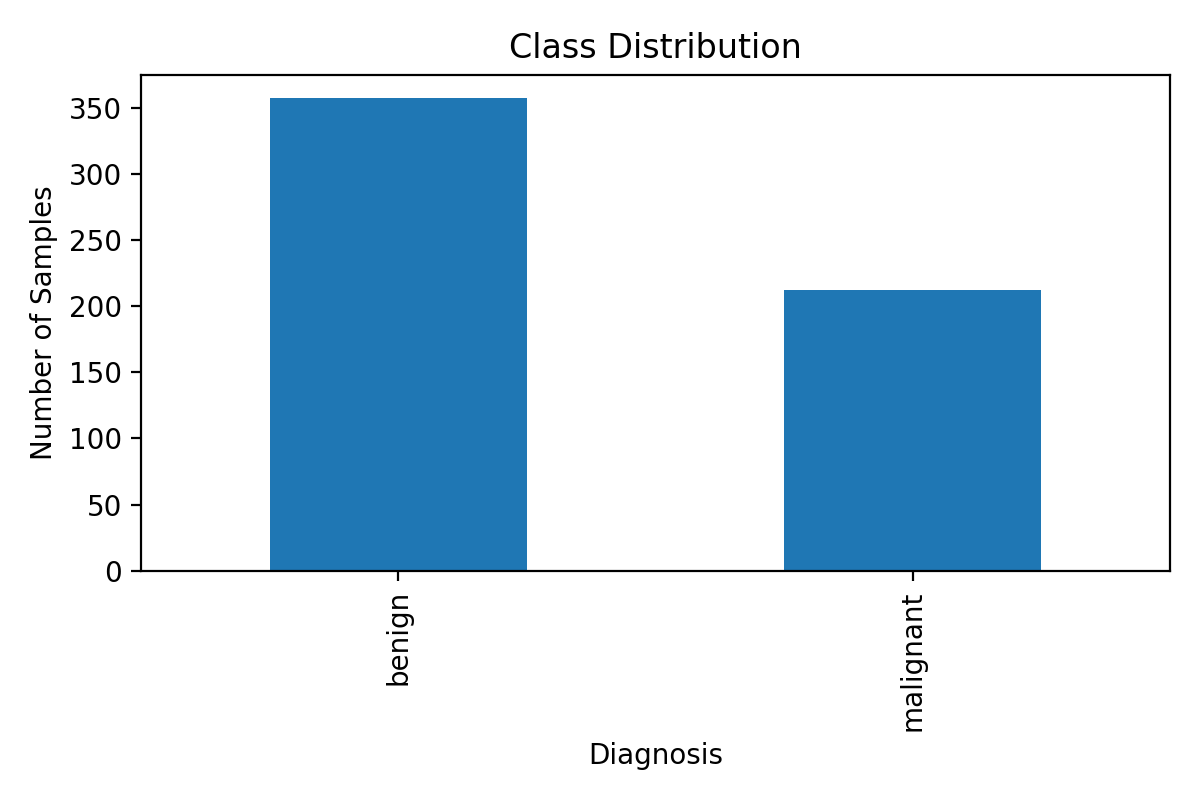 Class Distribution
Number of Samples
350
300
250
200
150
100
50
0
benign
malignant
Diagnosis